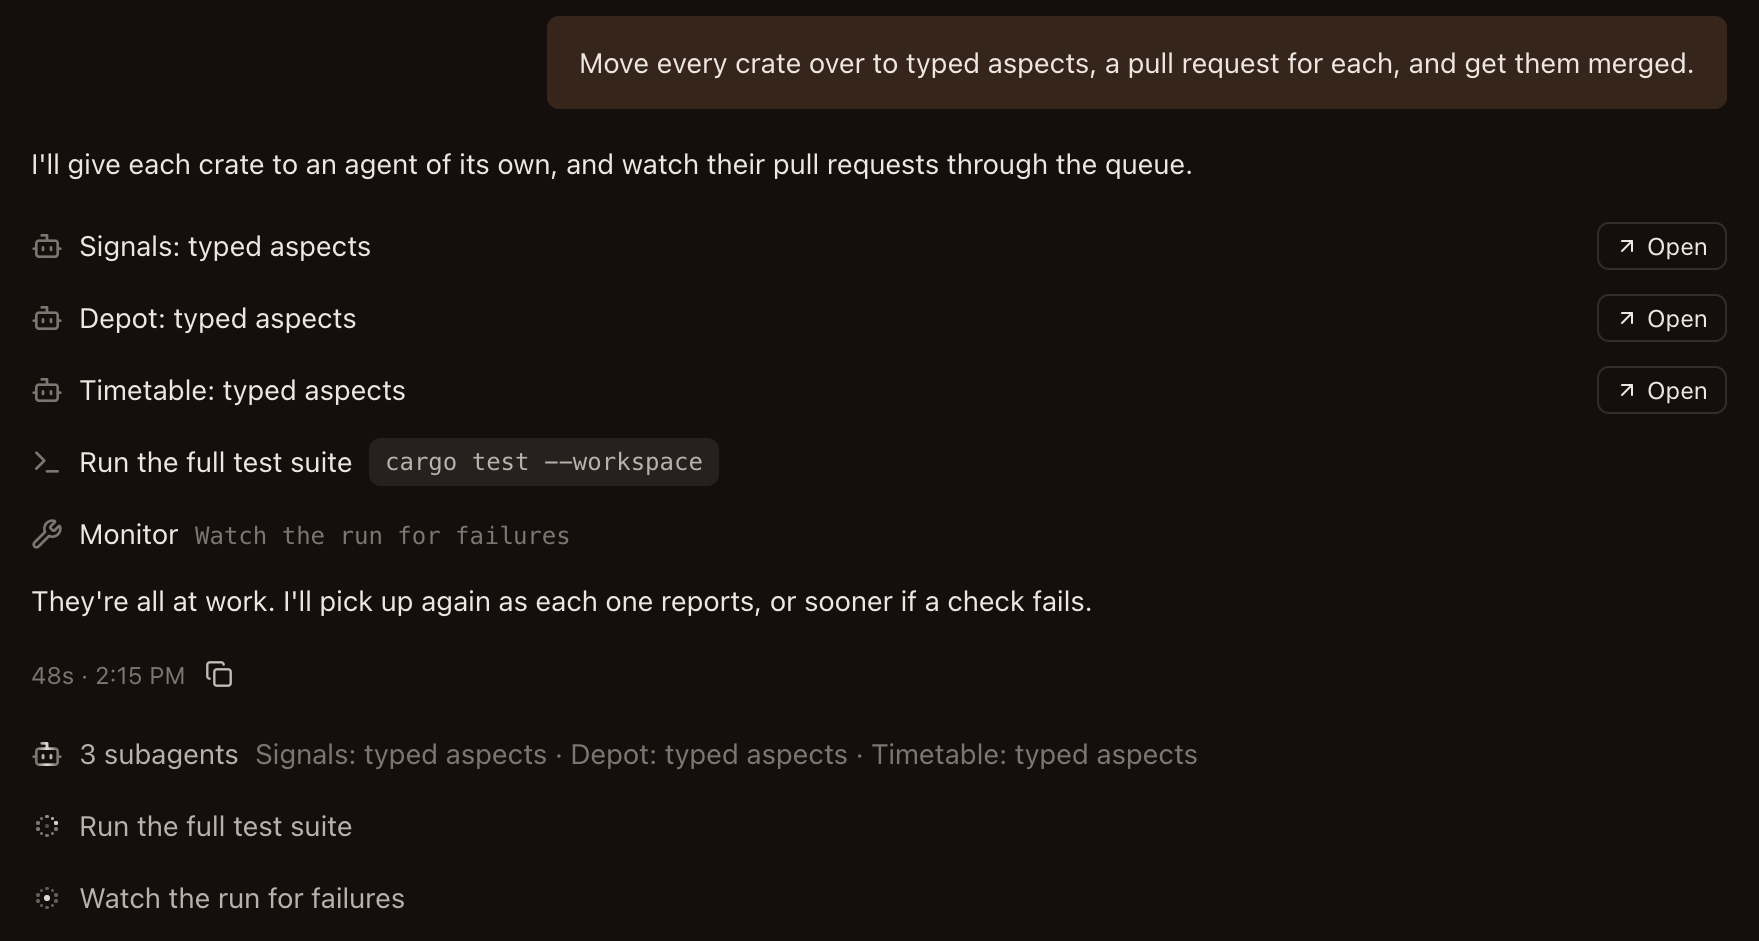 Move every crate over to typed aspects, a pull request for each, and get them merged.
I'll give each crate to an agent of its own, and watch their pull requests through the queue.
Signals: typed aspects Open
Depot: typed aspects Open
Timetable: typed aspects Open
Run the full test suite cargo test --workspace
Monitor Watch the run for failures
They're all at work. I'll pick up again as each one reports, or sooner if a check fails.
48s · 2:15 PM
3 subagents Signals: typed aspects · Depot: typed aspects · Timetable: typed aspects
Run the full test suite
Watch the run for failures